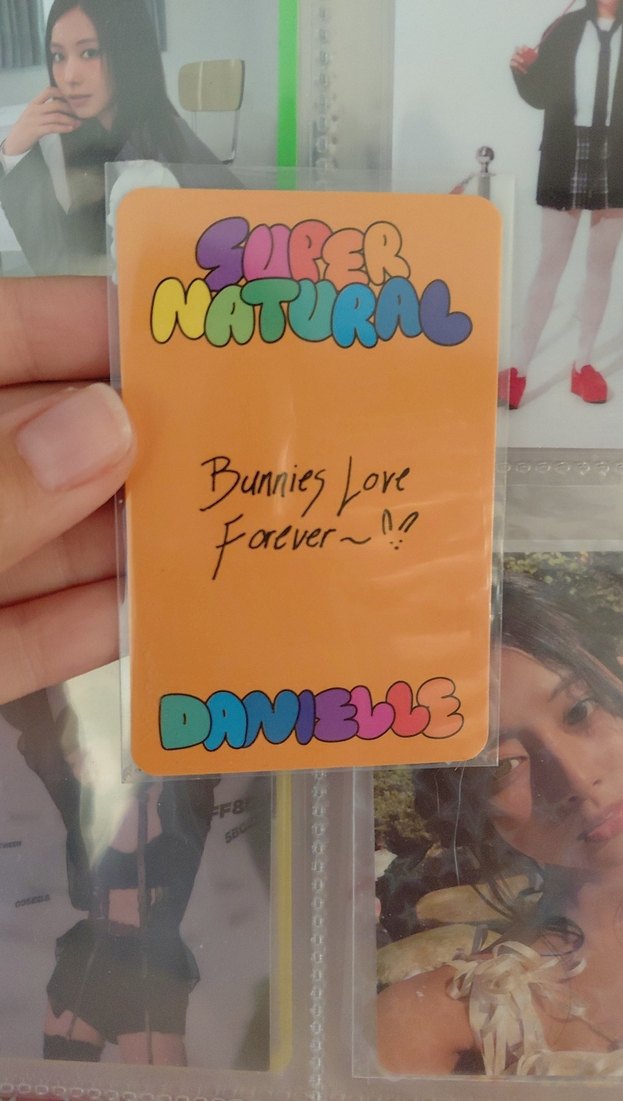 SUPER
NATURAL
Bunnies Love
Forever~
DANIELLE